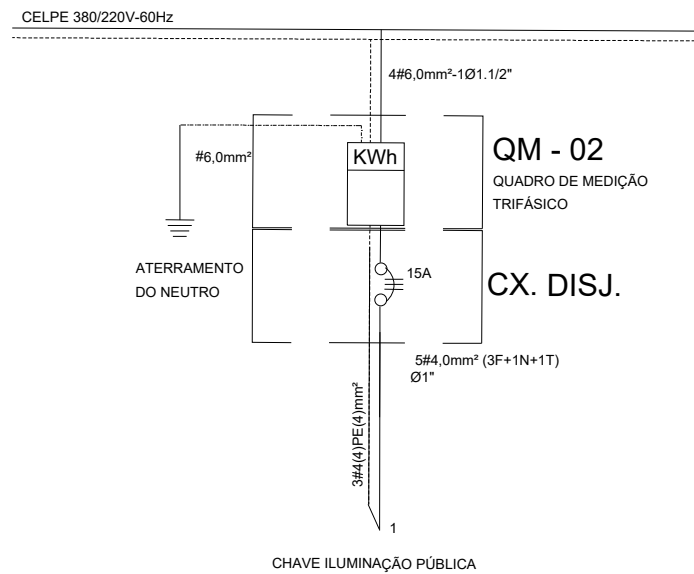 CELPE 380/220V-60Hz
4#6,0mm²-1Ø1.1/2"
#6,0mm²
KWh
QM - 02
QUADRO DE MEDIÇÃO
TRIFÁSICO
ATERRAMENTO
DO NEUTRO
15A
CX. DISJ.
5#4,0mm² (3F+1N+1T)
Ø1"
3#4(4)PE(4)mm²
1
CHAVE ILUMINAÇÃO PÚBLICA